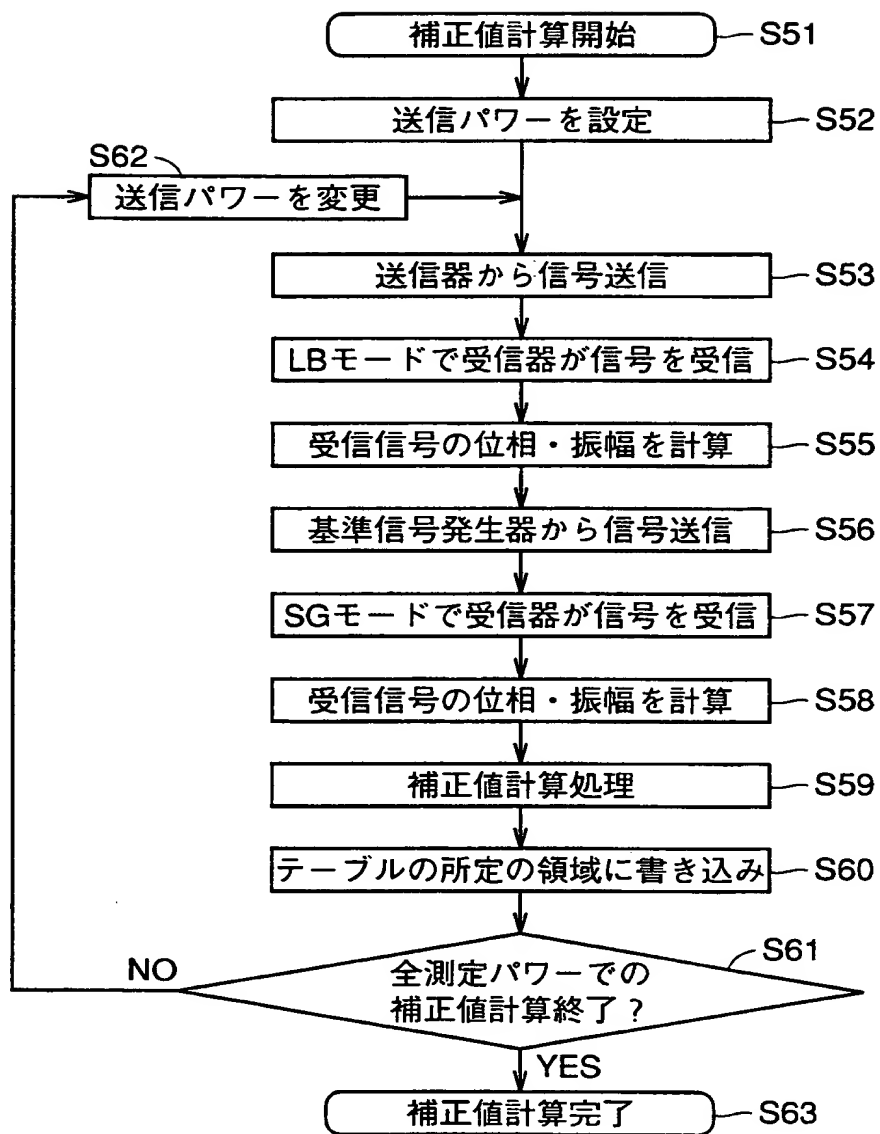 補正値計算開始 S51
送信パワーを設定 S52
S62
送信パワーを変更
送信器から信号送信 S53
LBモードで受信器が信号を受信 S54
受信信号の位相・振幅を計算 S55
基準信号発生器から信号送信 S56
SGモードで受信器が信号を受信 S57
受信信号の位相・振幅を計算 S58
補正値計算処理 S59
テーブルの所定の領域に書き込み S60
S61
NO
全測定パワーでの
補正値計算終了？
YES
補正値計算完了 S63